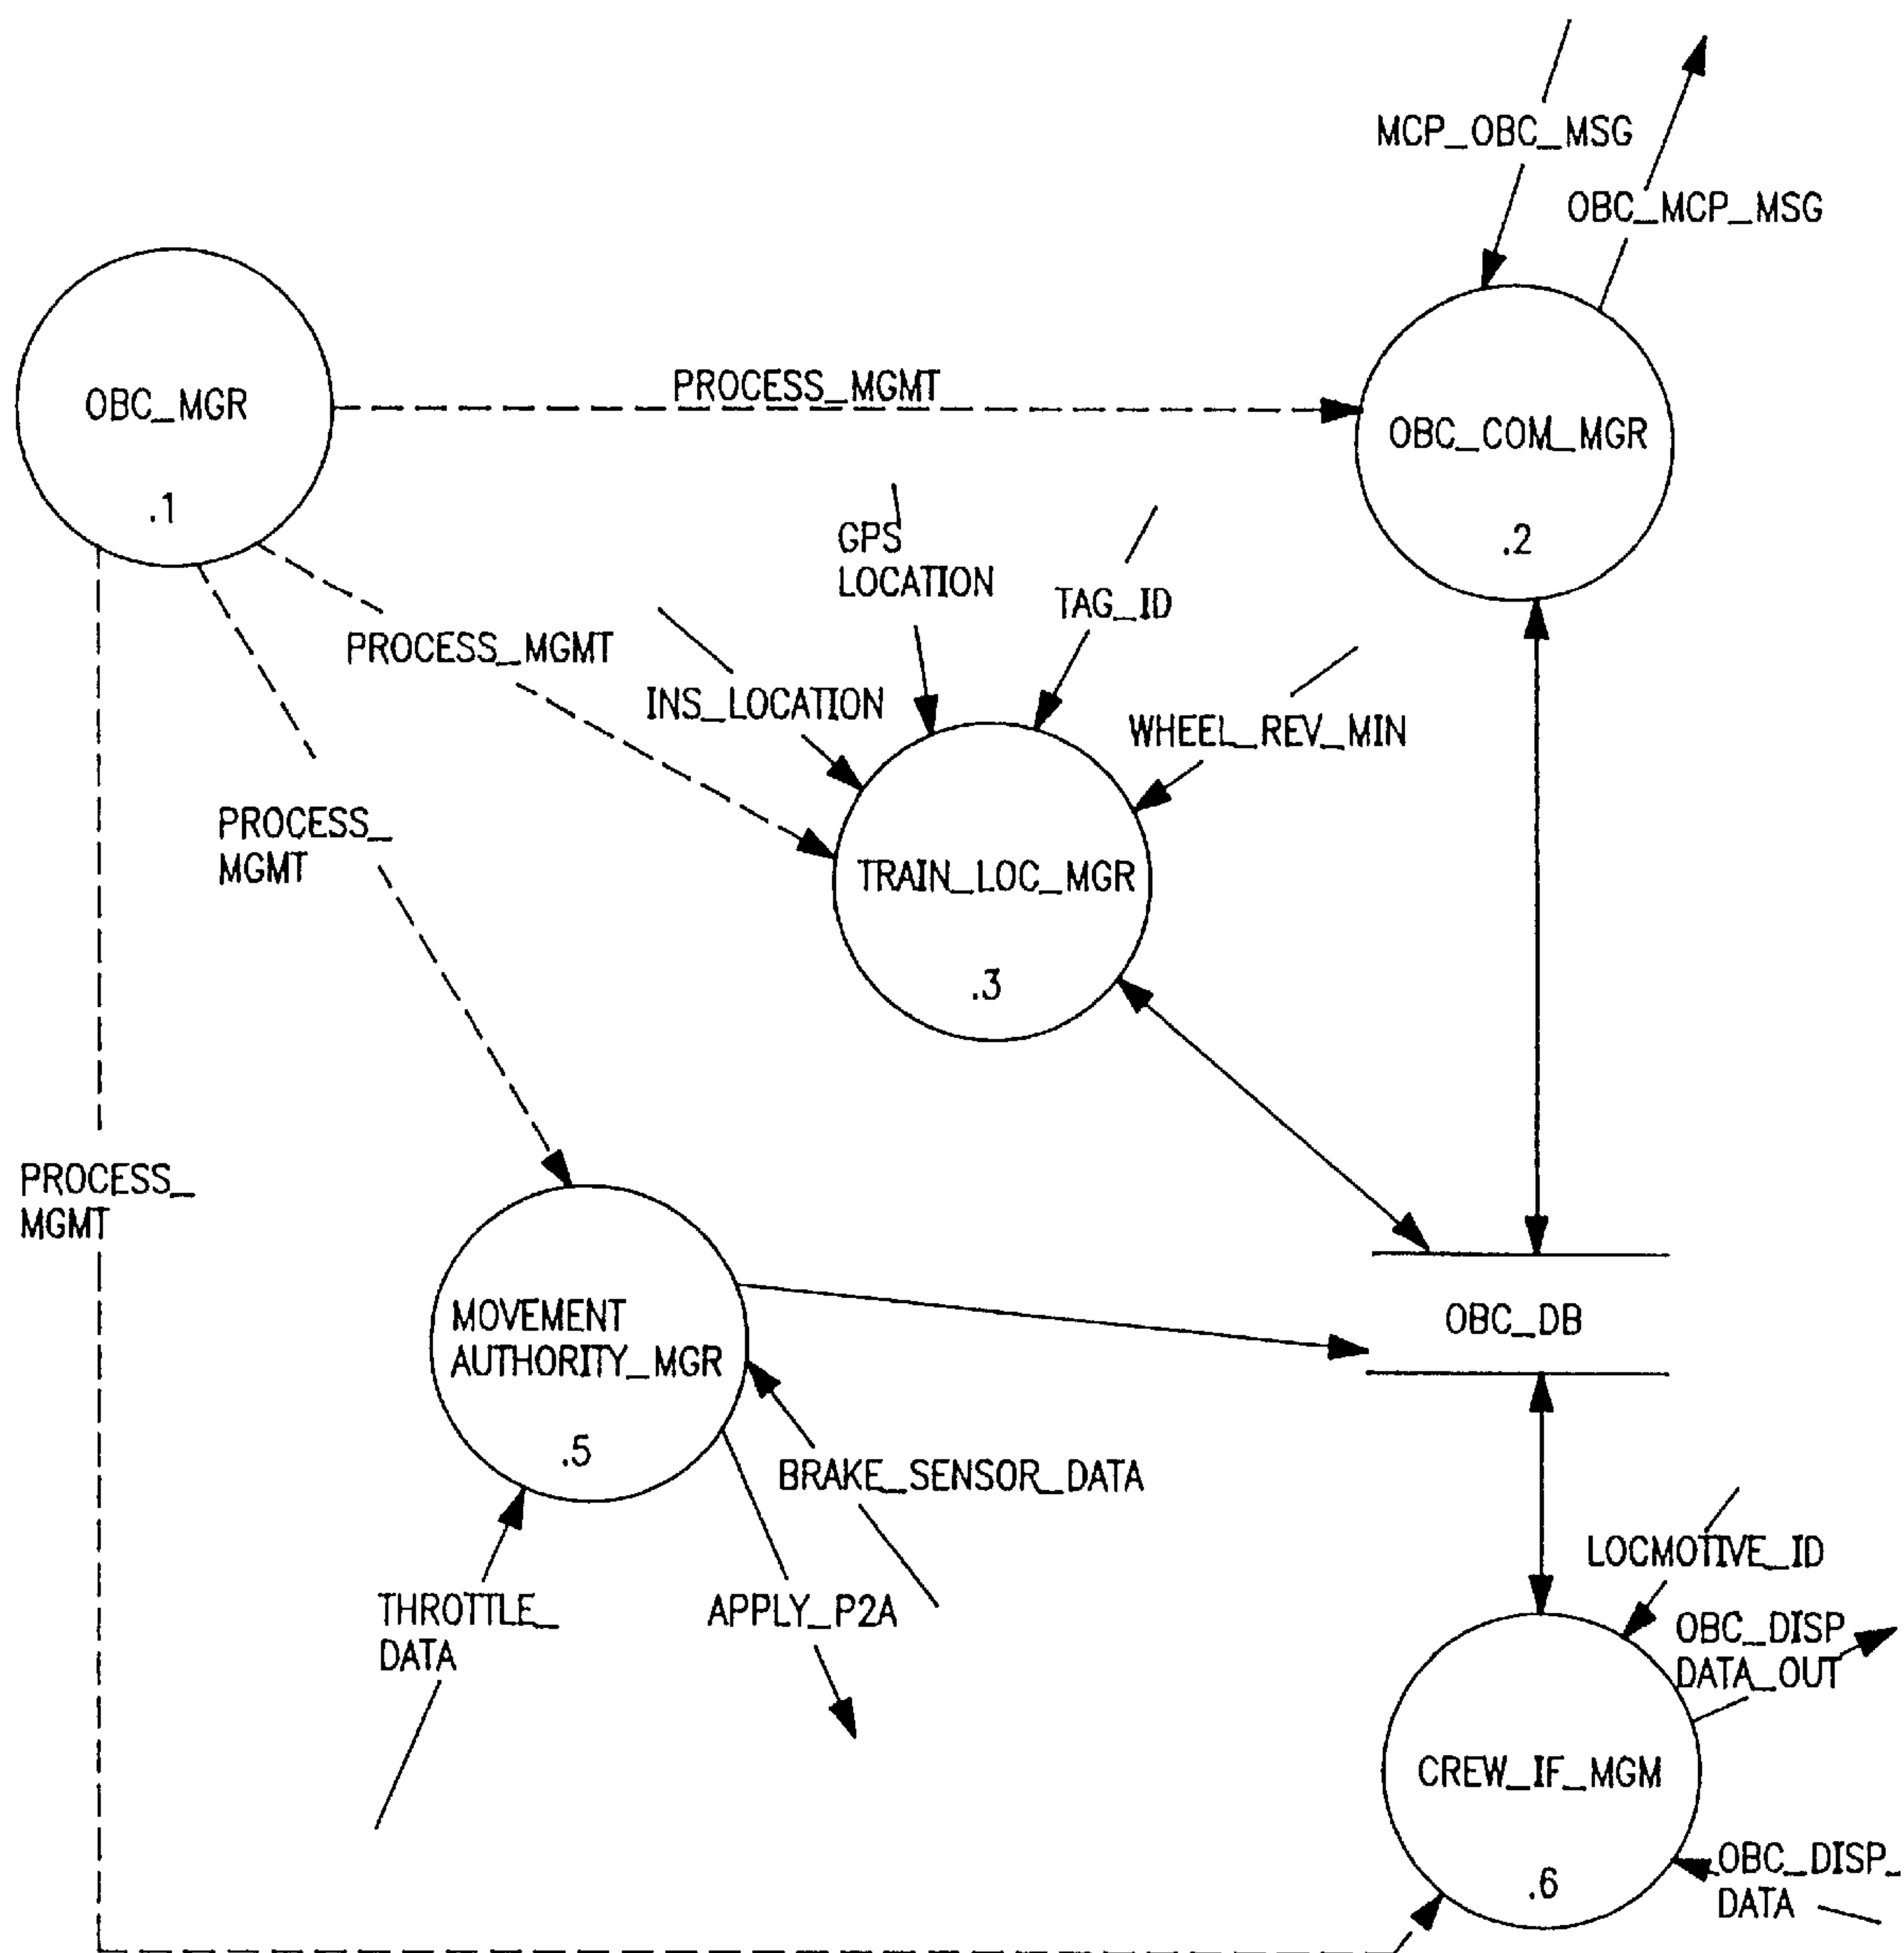 MCP_OBC_MSG
OBC_MCP_MSG
OBC_MGR
.1
PROCESS_MGMT
OBC_COM_MGR
.2
GPS
LOCATION
TAG_ID
PROCESS_MGMT
INS_LOCATION
WHEEL_REV_MIN
PROCESS_
MGMT
TRAIN_LOC_MGR
.3
PROCESS_
MGMT
MOVEMENT
AUTHORITY_MGR
.5
OBC_DB
BRAKE_SENSOR_DATA
THROTTLE_
DATA
APPLY_P2A
LOCMOTIVE_ID
OBC_DISP
DATA_OUT
CREW_IF_MGM
.6
OBC_DISP_
DATA